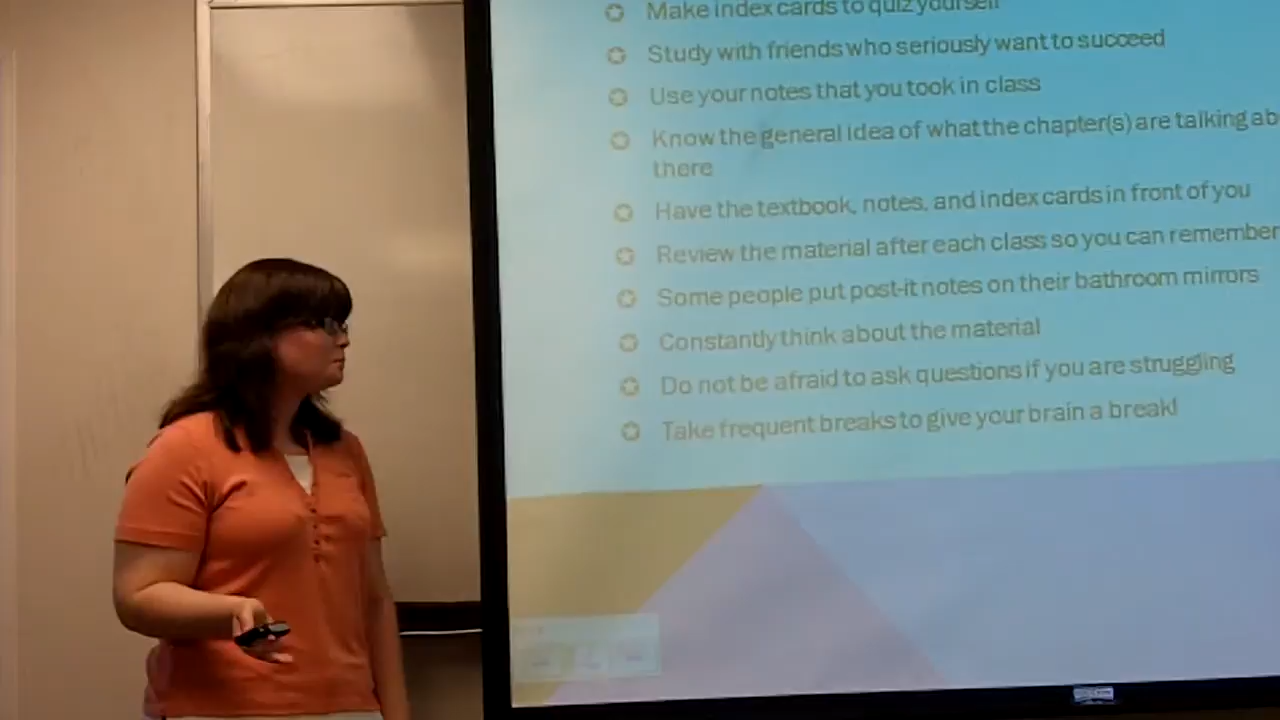 Make index cards to quiz yourself
Study with friends who seriously want to succeed
Use your notes that you took in class
Know the general idea of what the chapter(s) are talking ab
there
Have the textbook, notes, and index cards in front of you
Review the material after each class so you can remember
Some people put post-it notes on their bathroom mirrors
Constantly think about the material
Do not be afraid to ask questions if you are struggling
Take frequent breaks to give your brain a break!